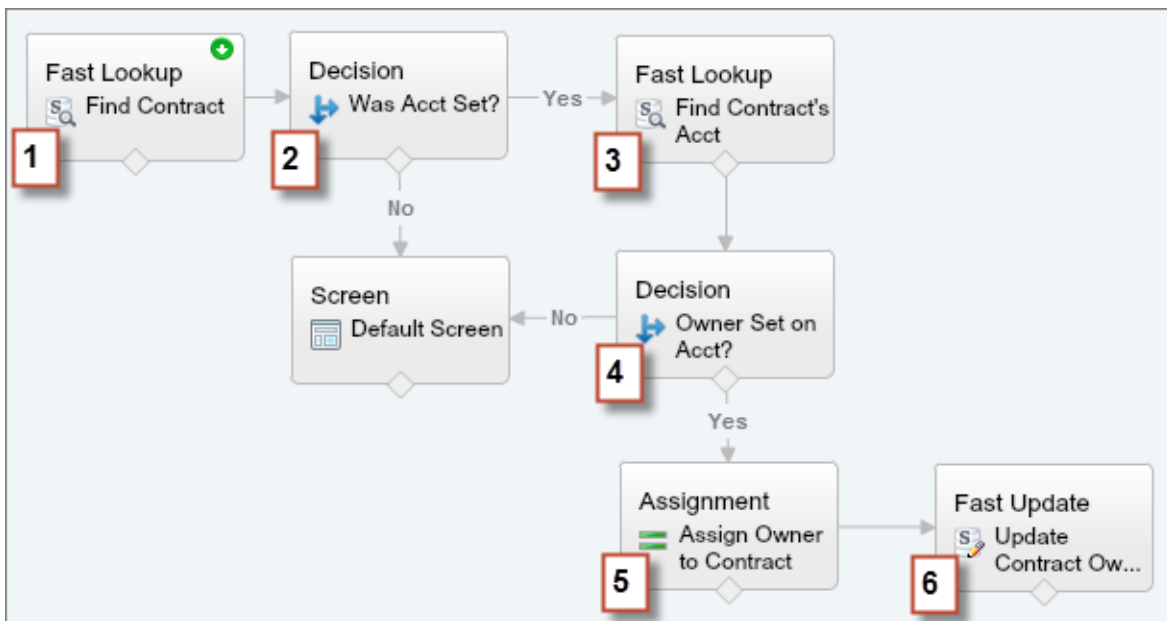 Fast Lookup
Find Contract
1
Decision
Was Acct Set?
2
Yes
Fast Lookup
Find Contract's
Acct
3
No
Screen
Default Screen
No
Decision
Owner Set on
Acct?
4
Yes
Assignment
Assign Owner
to Contract
5
Fast Update
Update
Contract Ow...
6